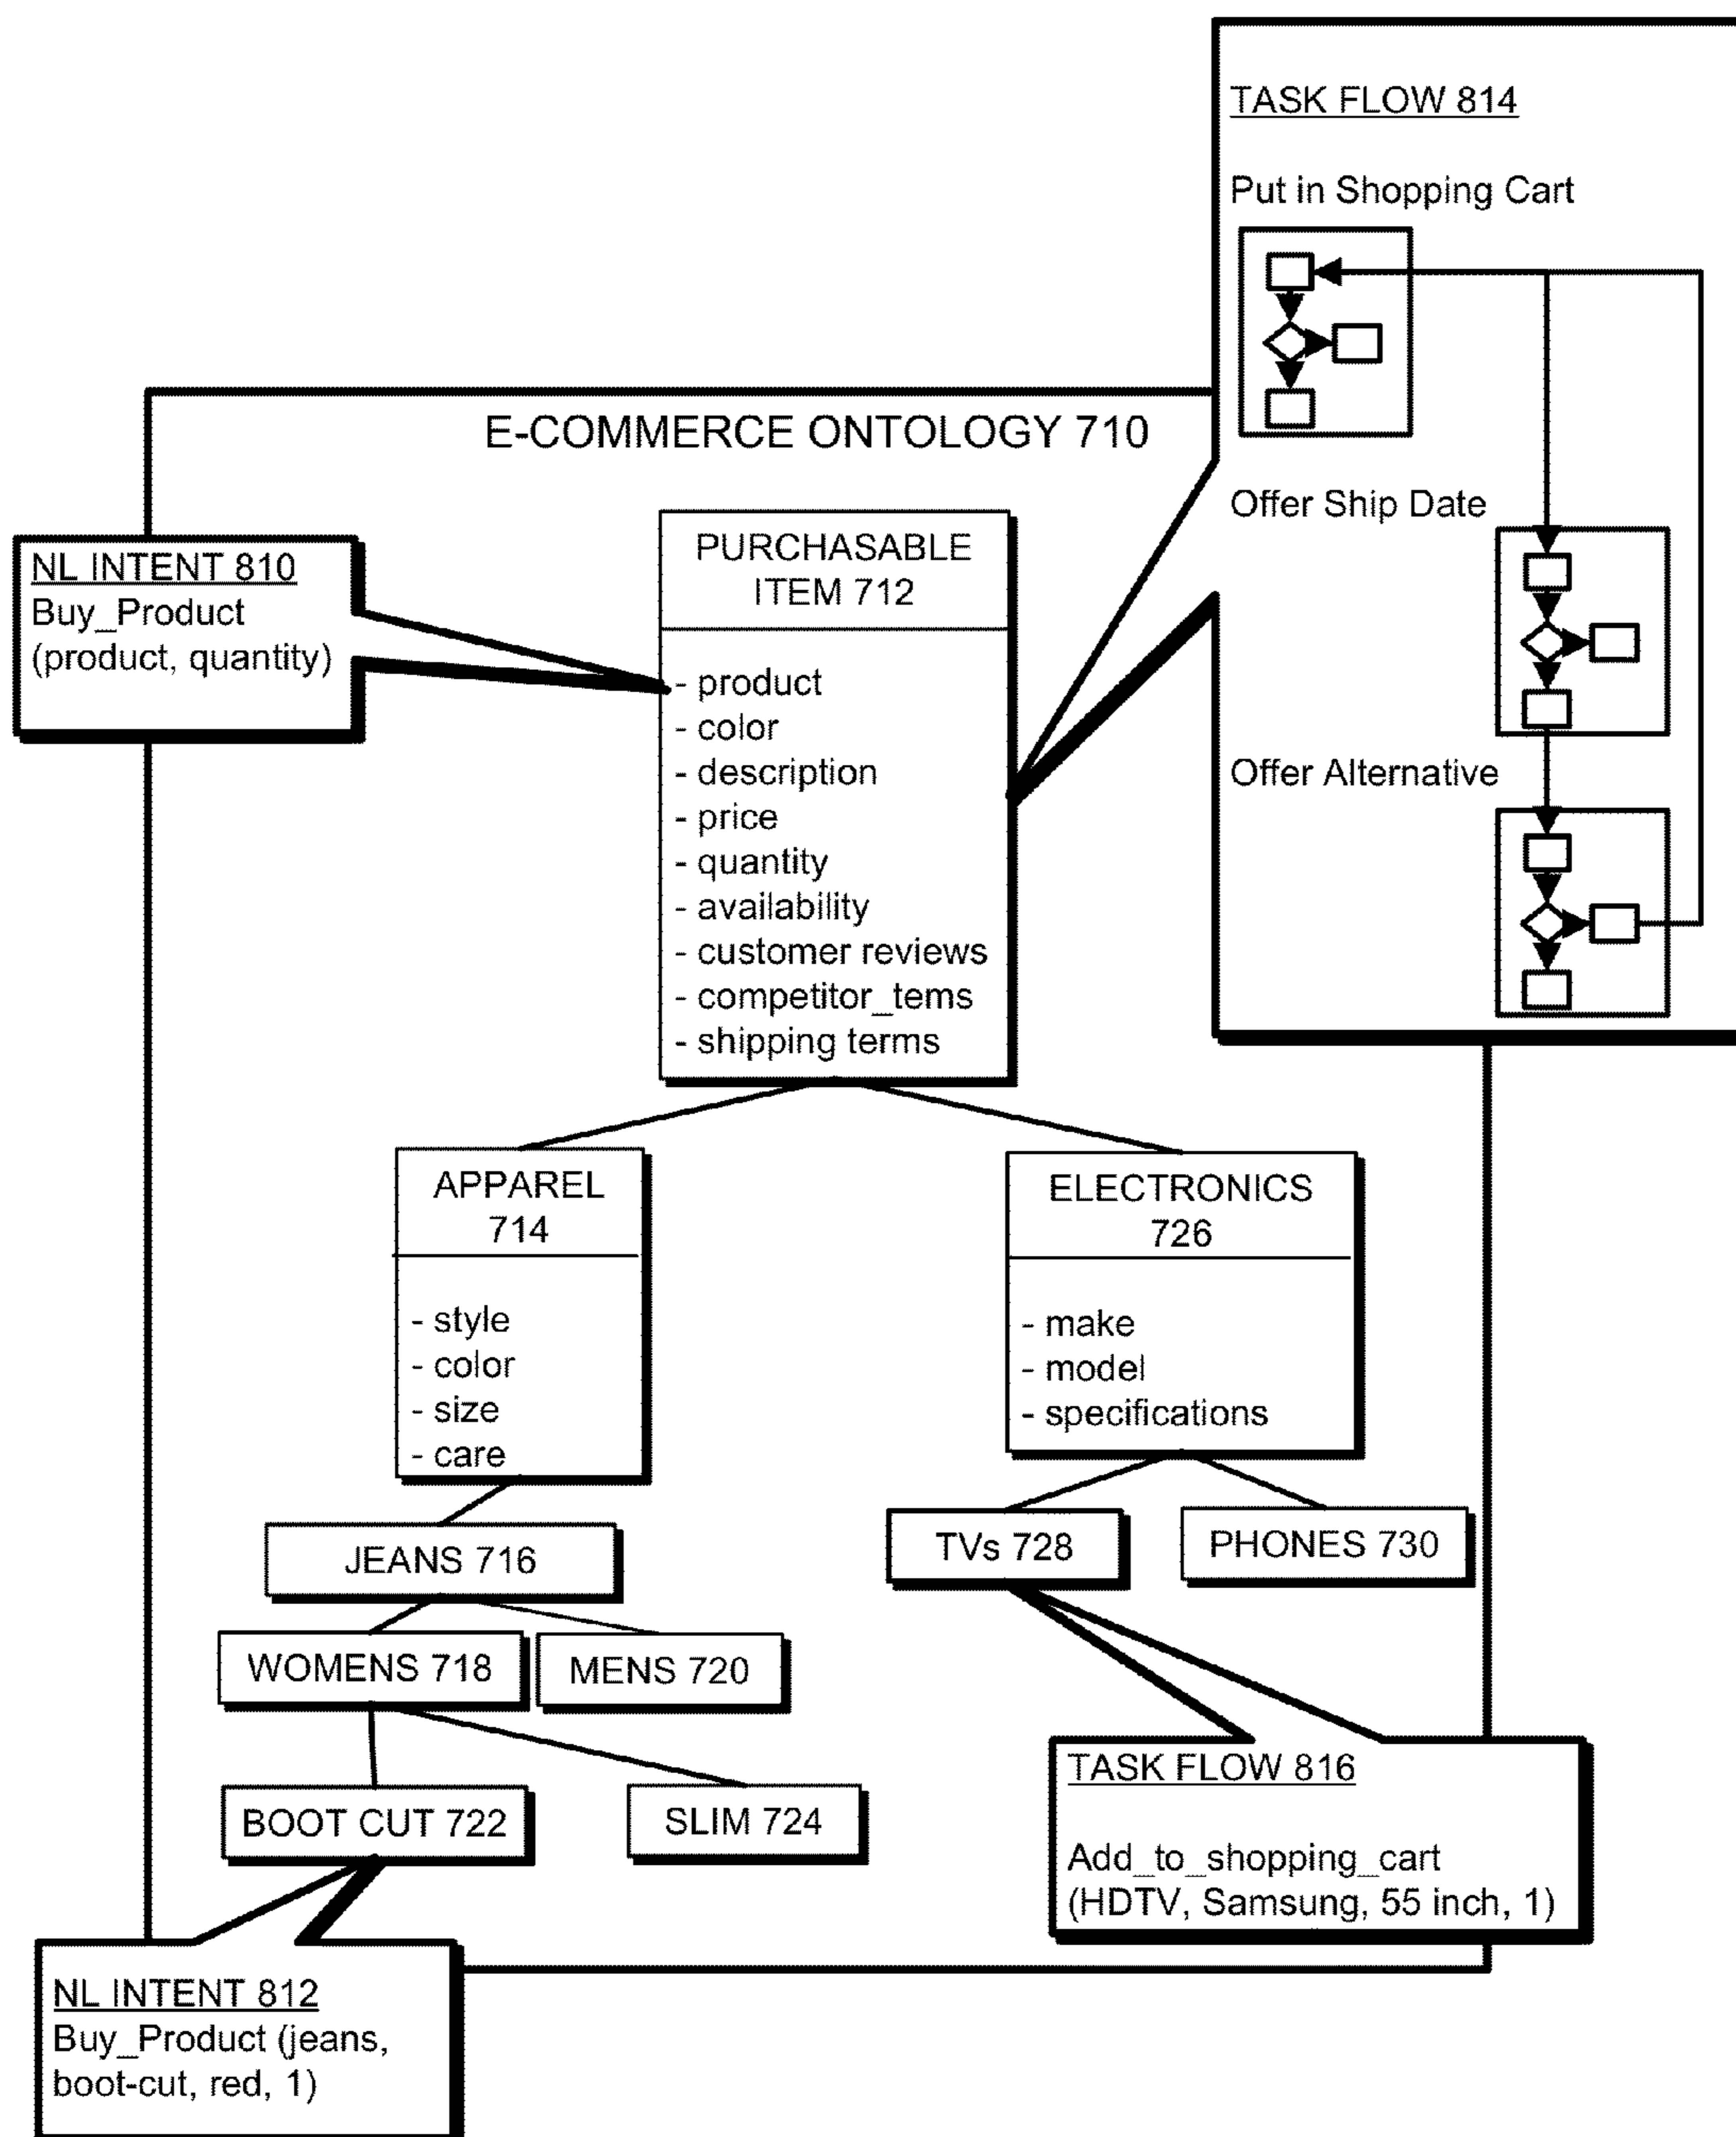 TASK FLOW 814
Put in Shopping Cart
Offer Ship Date
Offer Alternative
E-COMMERCE ONTOLOGY 710
NL INTENT 810
Buy_Product
(product, quantity)
PURCHASABLE
ITEM 712
- product
- color
- description
- price
- quantity
- availability
- customer reviews
- competitor_tems
- shipping terms
APPAREL
714
- style
- color
- size
- care
ELECTRONICS
726
- make
- model
- specifications
JEANS 716
TVs 728
PHONES 730
WOMENS 718
MENS 720
BOOT CUT 722
SLIM 724
TASK FLOW 816
Add_to_shopping_cart
(HDTV, Samsung, 55 inch, 1)
NL INTENT 812
Buy_Product (jeans,
boot-cut, red, 1)